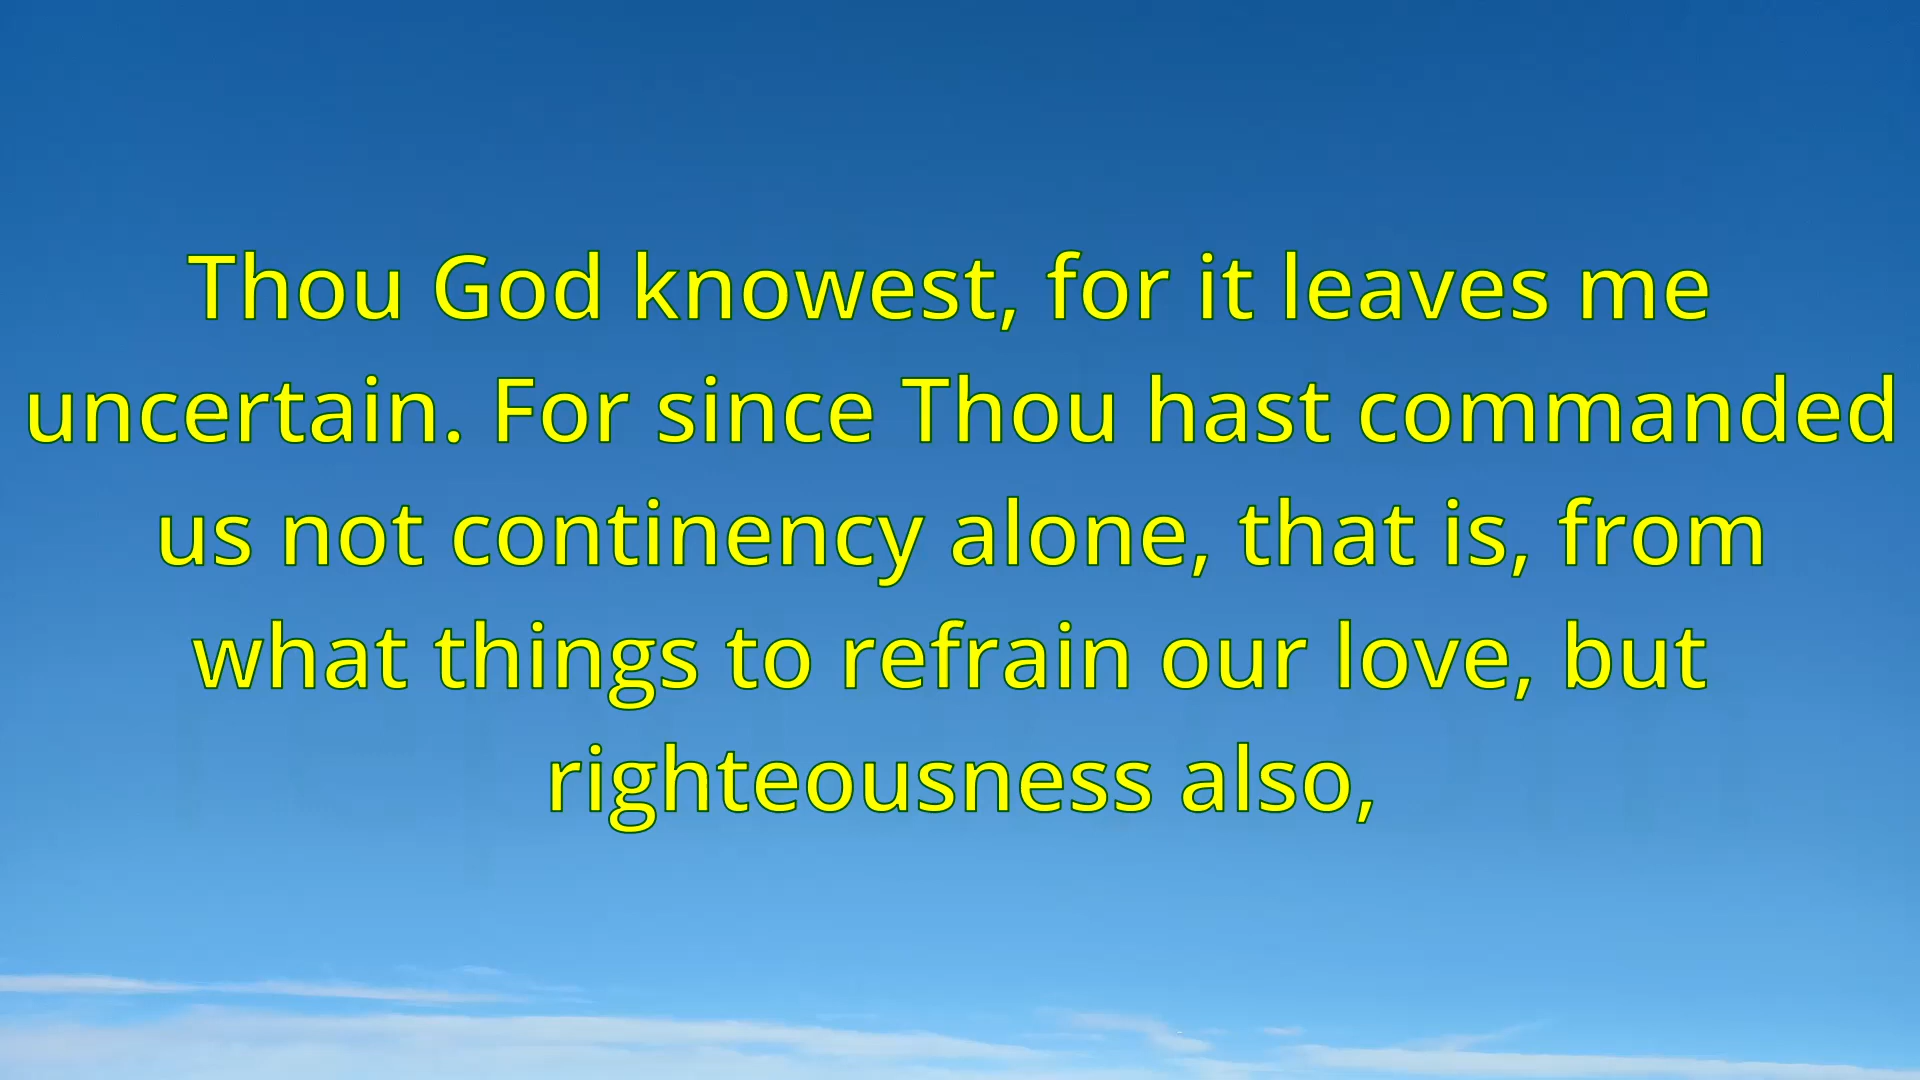 Thou God knowest, for it leaves me
uncertain. For since Thou hast commanded
us not continency alone, that is, from
what things to refrain our love, but
righteousness also,